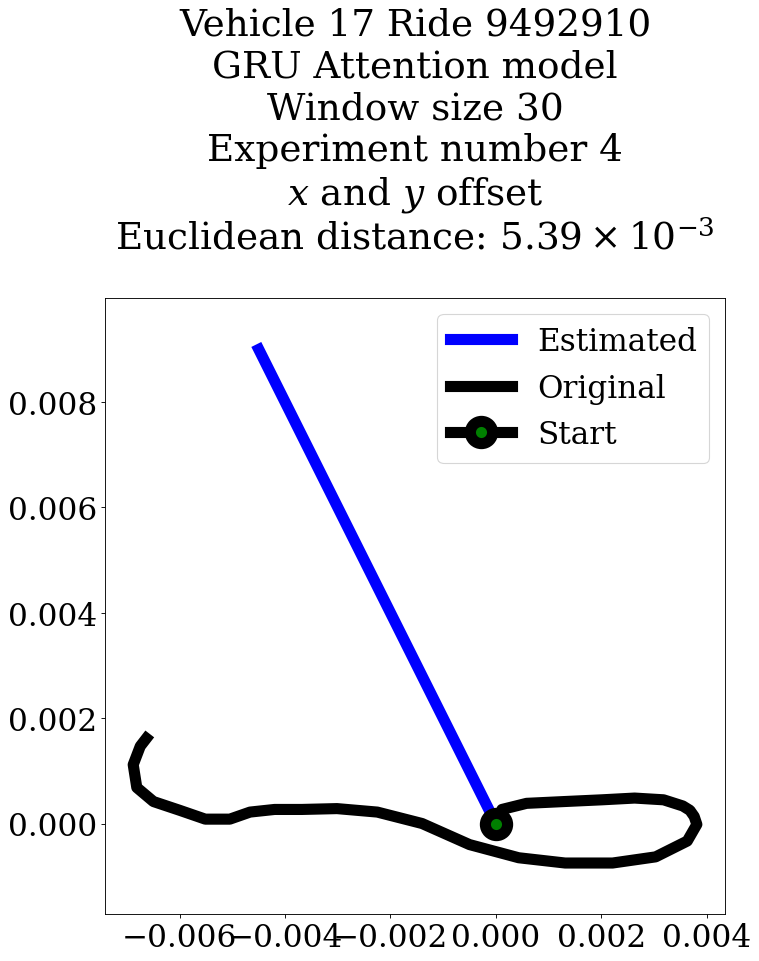 Vehicle 17 Ride 9492910
GRU Attention model
Window size 30
Experiment number 4
x and y offset
Euclidean distance: 5.39 × 10⁻³
Estimated
Original
Start
0.008
0.006
0.004
0.002
0.000
−0.006 −0.004 −0.002 0.000 0.002 0.004